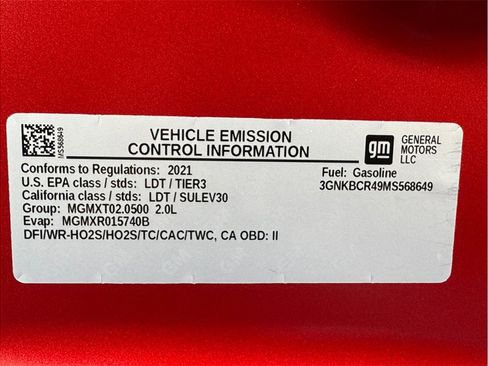 MS568649
VEHICLE EMISSION
CONTROL INFORMATION
gm
GENERAL
MOTORS
LLC
Conforms to Regulations: 2021
U.S. EPA class / stds: LDT / TIER3
California class / stds: LDT / SULEV30
Group: MGMXT02.0500 2.0L
Evap: MGMXR015740B
DFI/WR-HO2S/HO2S/TC/CAC/TWC, CA OBD: II
Fuel: Gasoline
3GNKBCR49MS568649